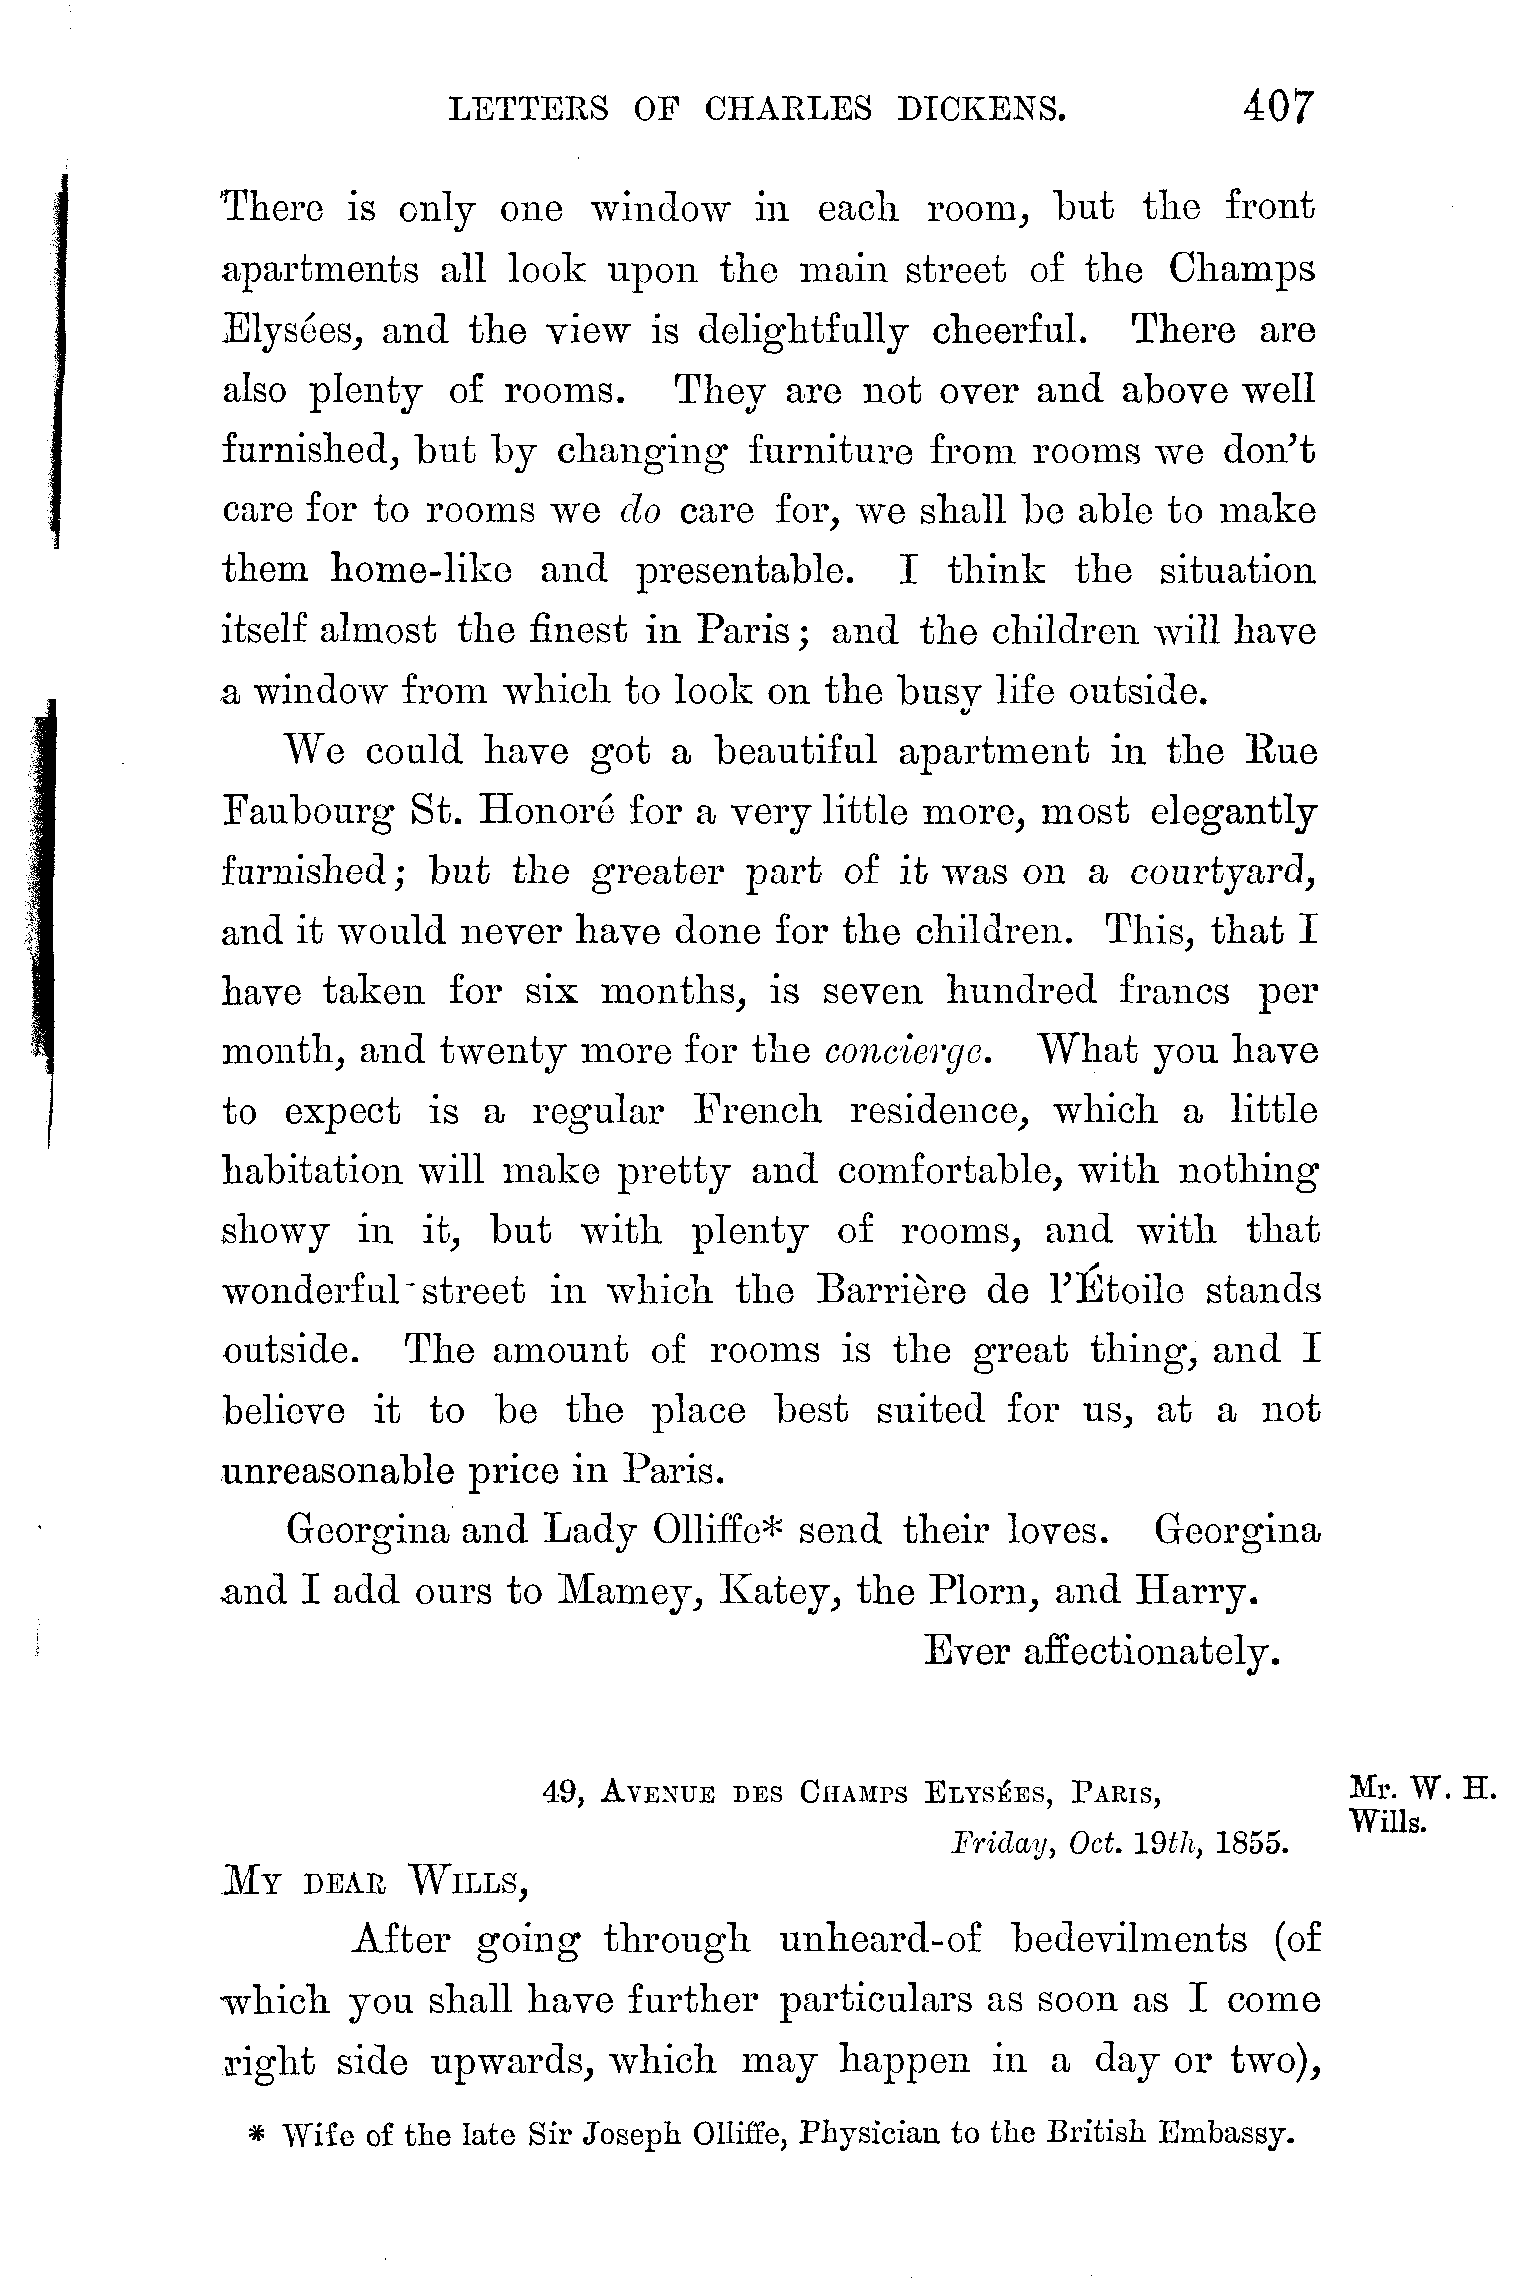 LETTERS OF CHARLES DICKENS. 407
There is only one window in each room, but the front
apartments all look upon the main street of the Champs
Elysées, and the view is delightfully cheerful. There are
also plenty of rooms. They are not over and above well
furnished, but by changing furniture from rooms we don't
care for to rooms we do care for, we shall be able to make
them home-like and presentable. I think the situation
itself almost the finest in Paris; and the children will have
a window from which to look on the busy life outside.
We could have got a beautiful apartment in the Rue
Faubourg St. Honoré for a very little more, most elegantly
furnished; but the greater part of it was on a courtyard,
and it would never have done for the children. This, that I
have taken for six months, is seven hundred francs per
month, and twenty more for the concierge. What you have
to expect is a regular French residence, which a little
habitation will make pretty and comfortable, with nothing
showy in it, but with plenty of rooms, and with that
wonderful street in which the Barrière de l'Étoile stands
outside. The amount of rooms is the great thing, and I
believe it to be the place best suited for us, at a not
unreasonable price in Paris.
Georgina and Lady Olliffe* send their loves. Georgina
and I add ours to Mamey, Katey, the Plorn, and Harry.
Ever affectionately.
49, Avenue des Champs Elysées, Paris,
Friday, Oct. 19th, 1855.
Mr. W. H.
Wills.
My dear Wills,
After going through unheard-of bedevilments (of
which you shall have further particulars as soon as I come
right side upwards, which may happen in a day or two),
* Wife of the late Sir Joseph Olliffe, Physician to the British Embassy.